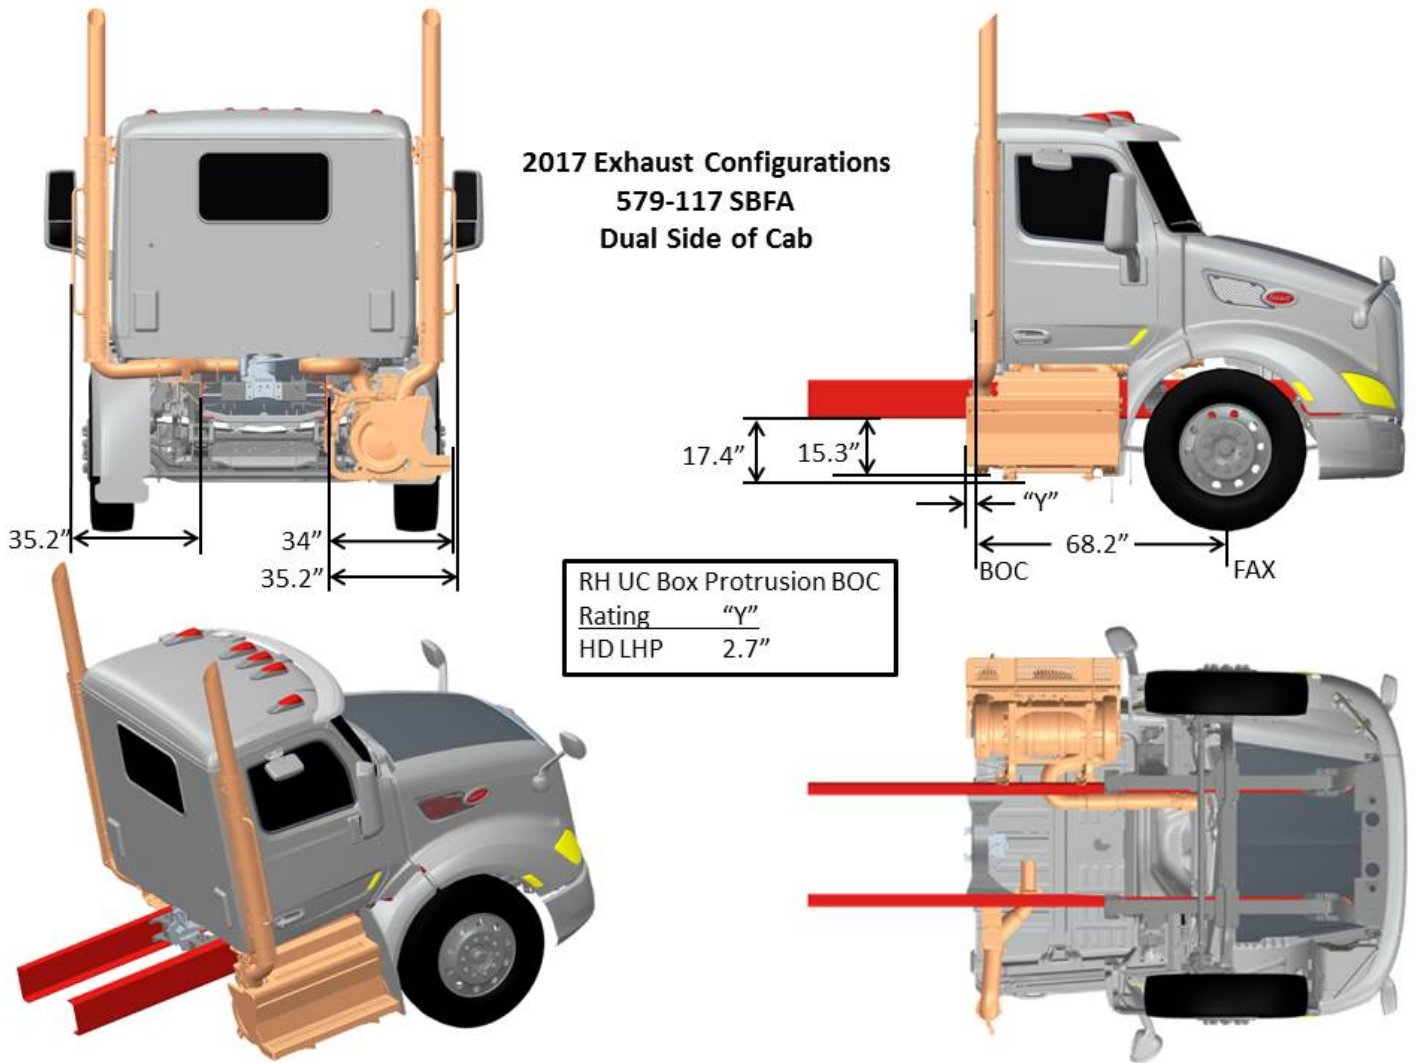 2017 Exhaust Configurations
579-117 SBFA
Dual Side of Cab
17.4”
15.3”
“Y”
35.2”
34”
35.2”
68.2”
BOC
FAX
RH UC Box Protrusion BOC
Rating “Y”
HD LHP 2.7”